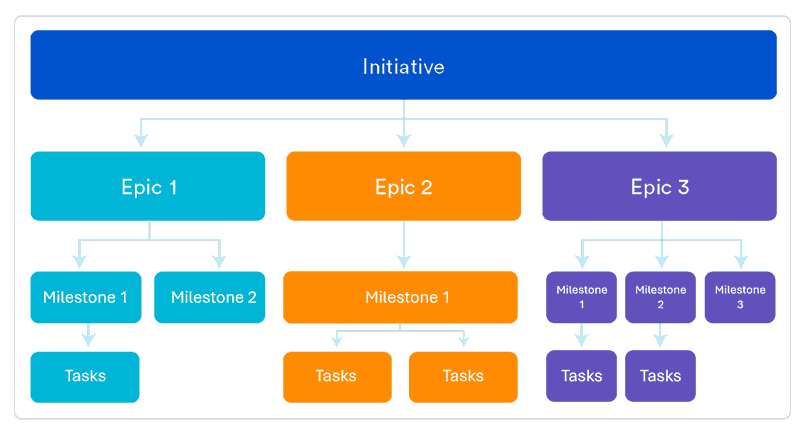 Initiative
Epic 1
Epic 2
Epic 3
Milestone 1
Milestone 2
Milestone 1
Milestone
1
Milestone
2
Milestone
3
Tasks
Tasks
Tasks
Tasks
Tasks